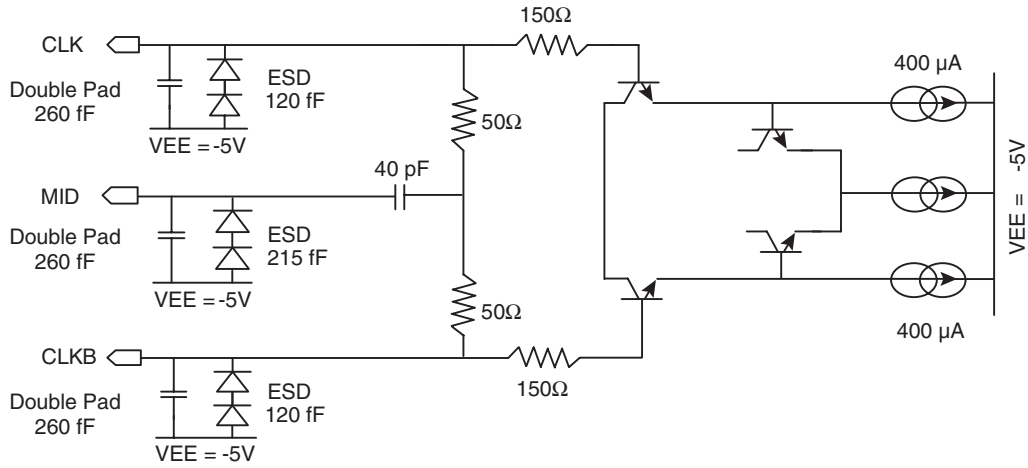 150Ω
CLK
Double Pad
260 fF
ESD
120 fF
VEE = -5V
50Ω
400 µA
40 pF
MID
Double Pad
260 fF
ESD
215 fF
VEE = -5V
VEE = -5V
50Ω
CLKB
Double Pad
260 fF
ESD
120 fF
VEE = -5V
150Ω
400 µA